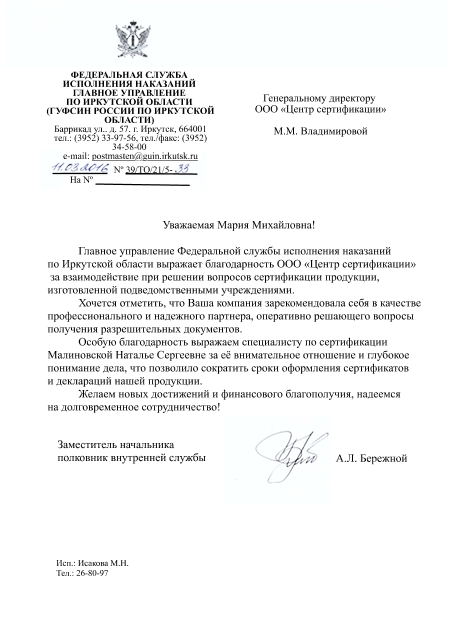 ФЕДЕРАЛЬНАЯ СЛУЖБА
ИСПОЛНЕНИЯ НАКАЗАНИЙ
ГЛАВНОЕ УПРАВЛЕНИЕ
ПО ИРКУТСКОЙ ОБЛАСТИ
(ГУФСИН РОССИИ ПО ИРКУТСКОЙ
ОБЛАСТИ)
Баррикад ул., д. 57. г. Иркутск, 664001
тел.: (3952) 33-97-56, тел./факс: (3952)
34-58-00
e-mail: postmasten@guin.irkutsk.ru
11.03.2016 № 39/ТО/21/5- 33
На №
Генеральному директору
ООО «Центр сертификации»
М.М. Владимировой
Уважаемая Мария Михайловна!
Главное управление Федеральной службы исполнения наказаний
по Иркутской области выражает благодарность ООО «Центр сертификации»
за взаимодействие при решении вопросов сертификации продукции,
изготовленной подведомственными учреждениями.
Хочется отметить, что Ваша компания зарекомендовала себя в качестве
профессионального и надежного партнера, оперативно решающего вопросы
получения разрешительных документов.
Особую благодарность выражаем специалисту по сертификации
Малиновской Наталье Сергеевне за её внимательное отношение и глубокое
понимание дела, что позволило сократить сроки оформления сертификатов
и деклараций нашей продукции.
Желаем новых достижений и финансового благополучия, надеемся
на долговременное сотрудничество!
Заместитель начальника
полковник внутренней службы
А.Л. Бережной
Исп.: Исакова М.Н.
Тел.: 26-80-97